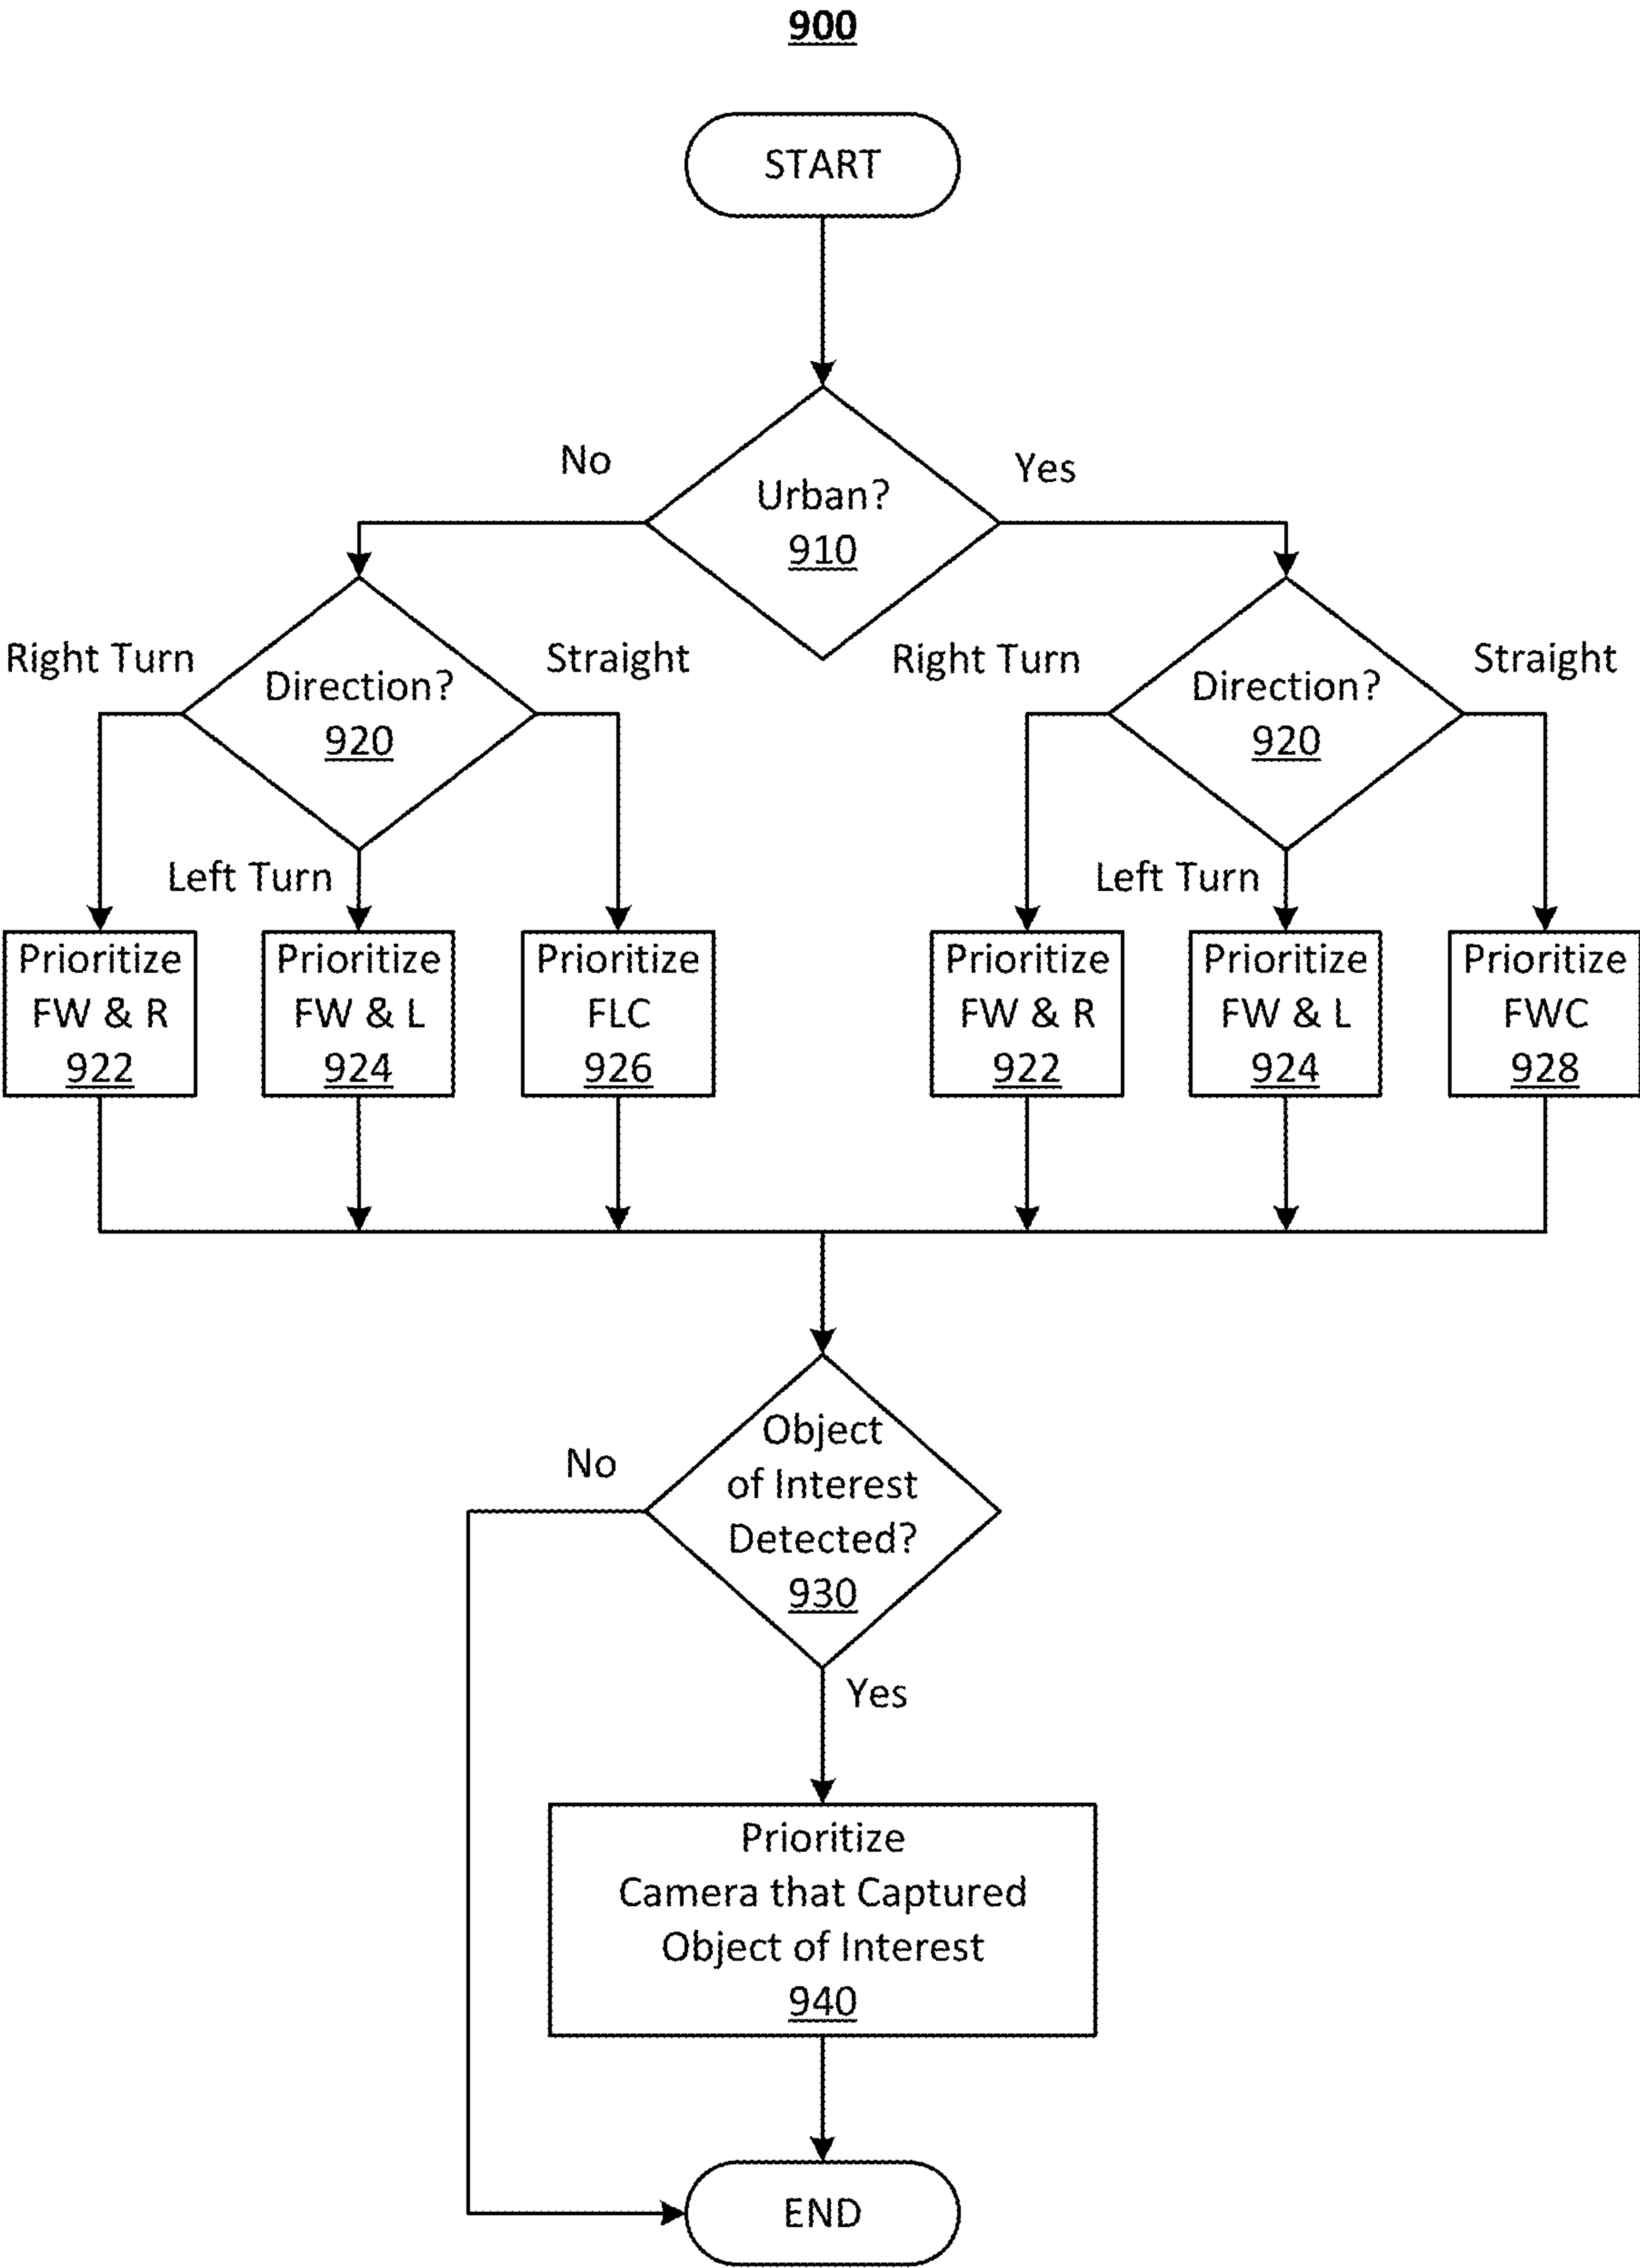 900
START
No
Yes
Urban?
910
Right Turn
Direction?
920
Straight
Left Turn
Right Turn
Direction?
920
Straight
Left Turn
Prioritize
FW & R
922
Prioritize
FW & L
924
Prioritize
FLC
926
Prioritize
FW & R
922
Prioritize
FW & L
924
Prioritize
FWC
928
Object
of Interest
Detected?
930
No
Yes
Prioritize
Camera that Captured
Object of Interest
940
END